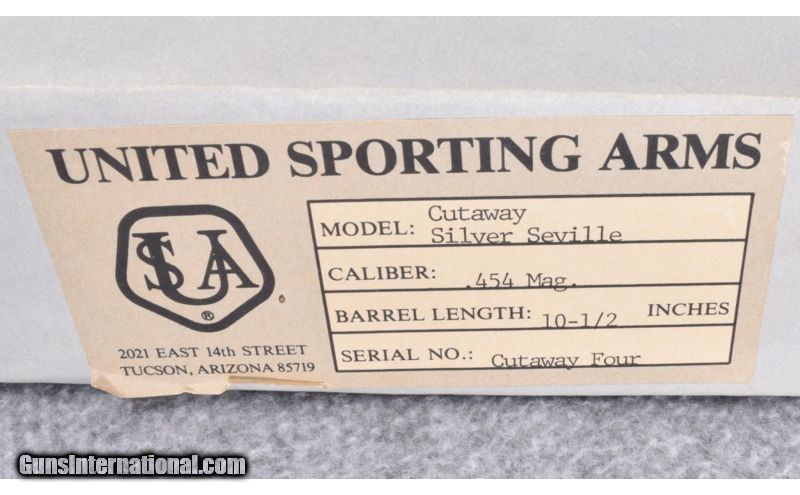 UNITED SPORTING ARMS
USA
®
2021 EAST 14th STREET
TUCSON, ARIZONA 85719
MODEL: Cutaway
Silver Seville
CALIBER: .454 Mag.
BARREL LENGTH: 10-1/2 INCHES
SERIAL NO.: Cutaway Four
GunsInternational.com